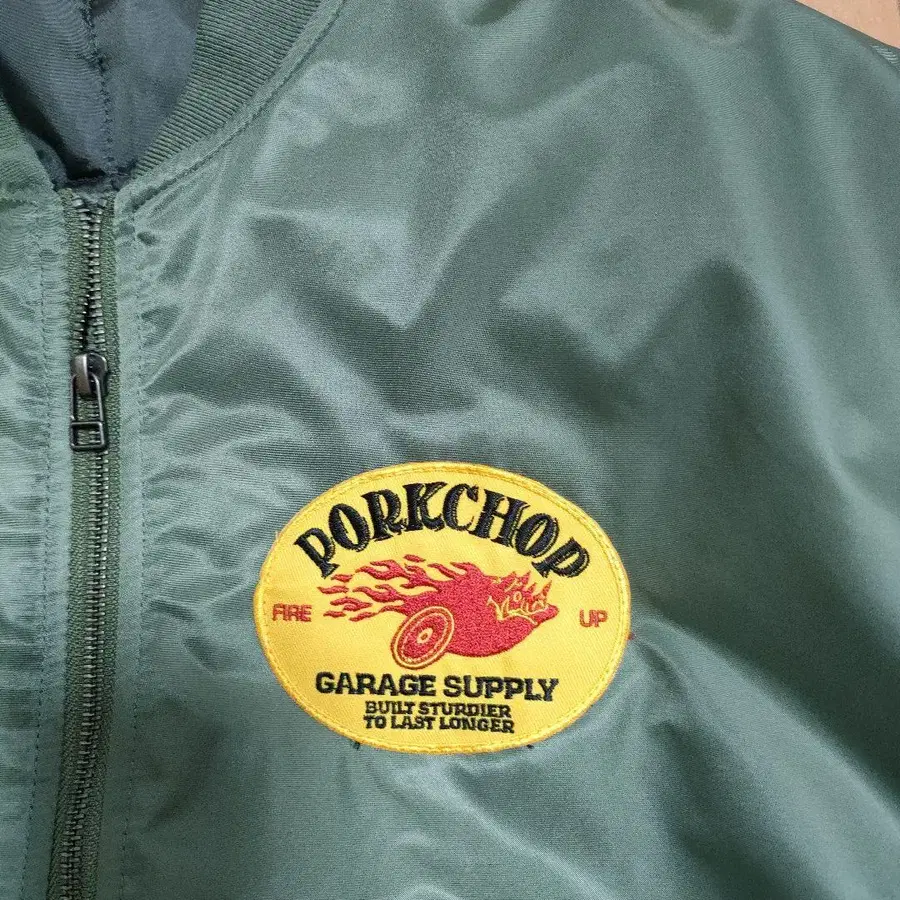 PORKCHOP
FIRE UP
GARAGE SUPPLY
BUILT STURDIER
TO LAST LONGER